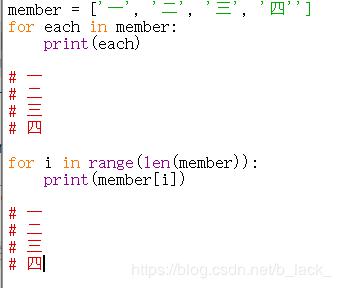 member = ['一', '二', '三', '四'']
for each in member:
    print(each)
# 一
# 二
# 三
# 四
for i in range(len(member)):
    print(member[i])
# 一
# 二
# 三
# 四
https://blog.csdn.net/b_lack_